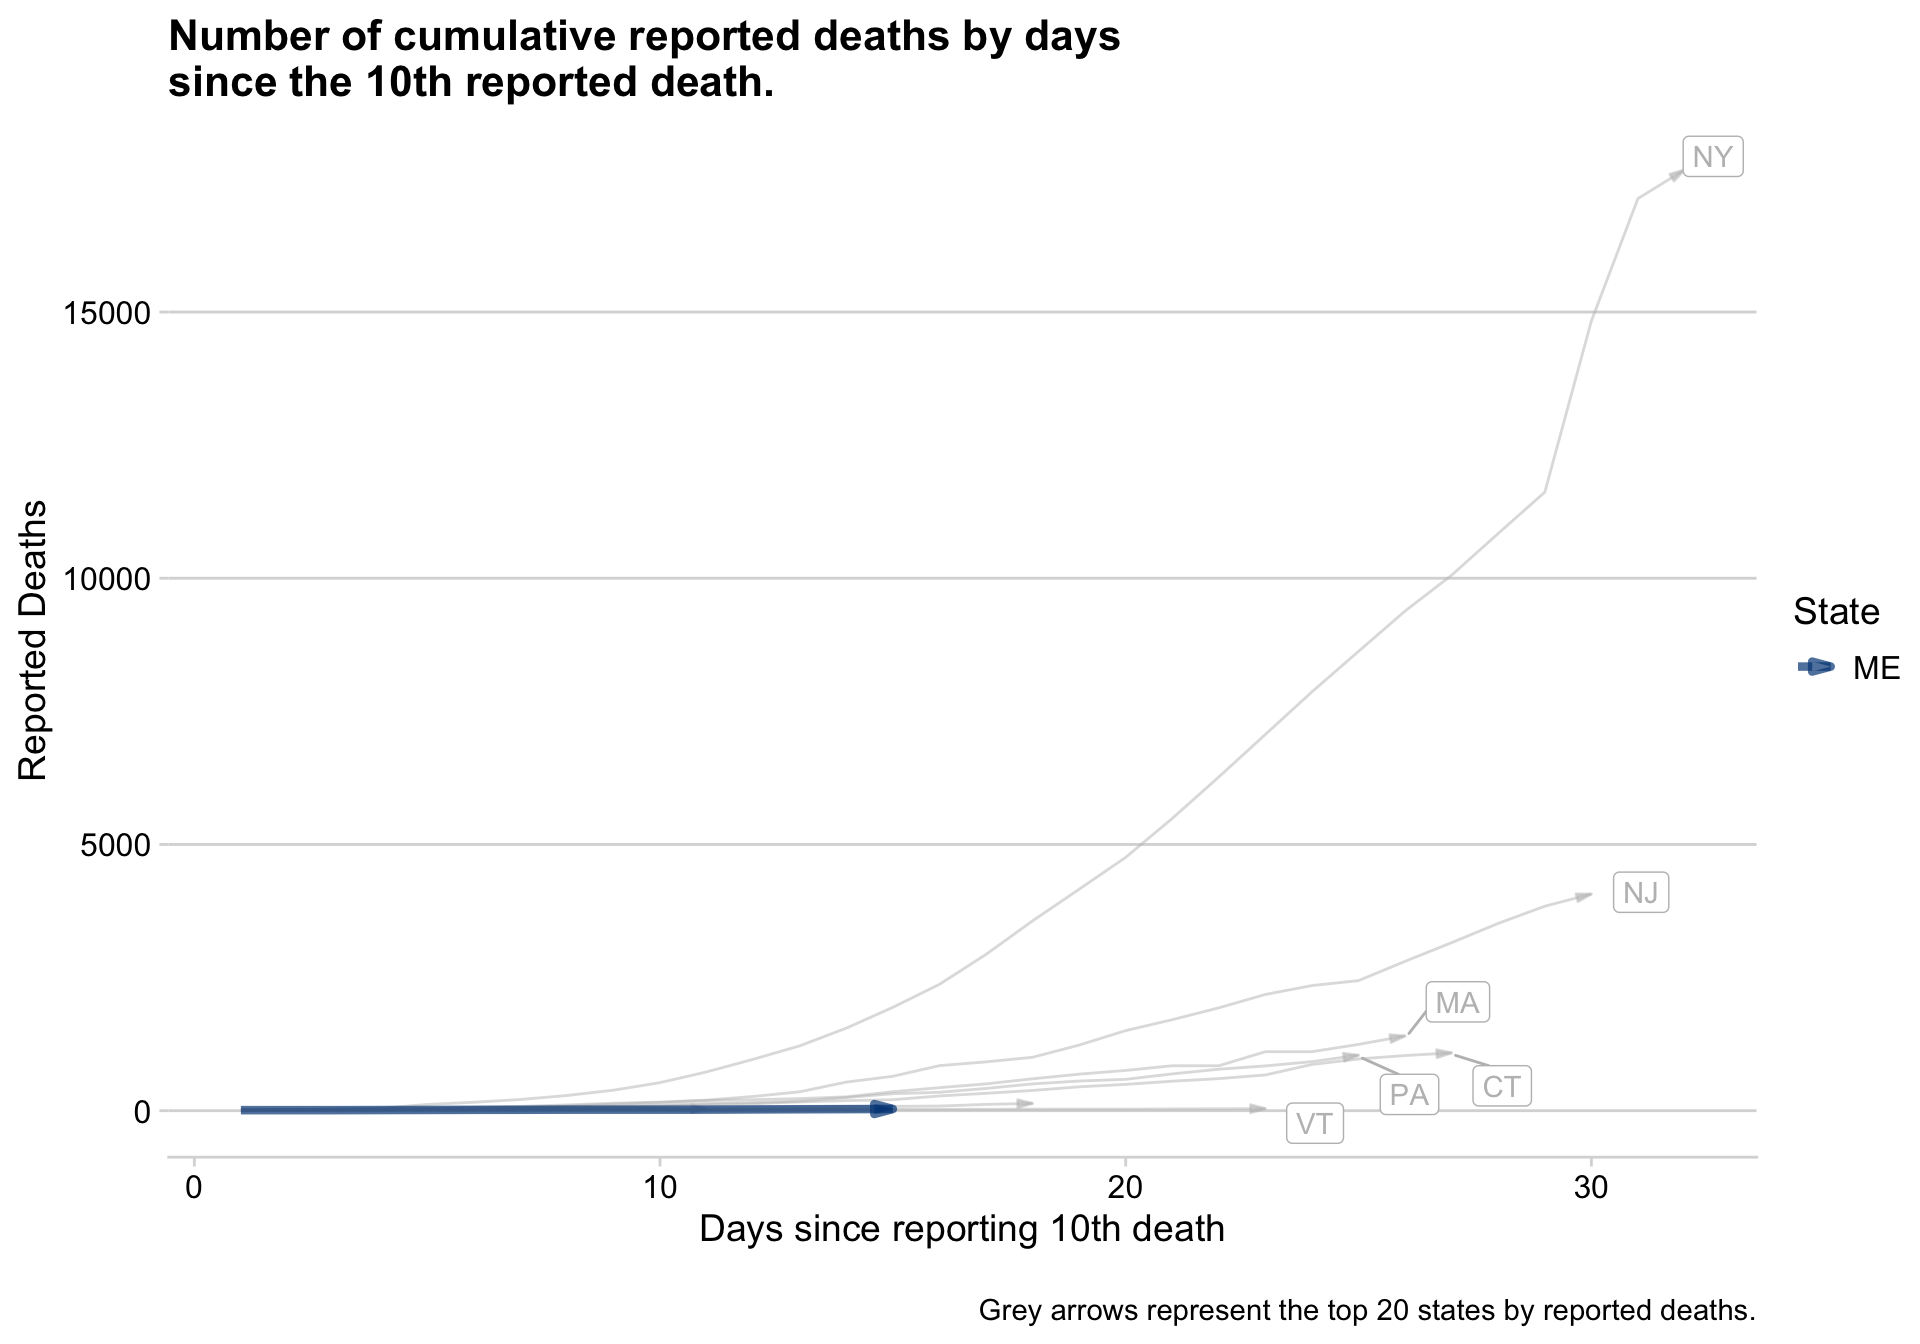 Number of cumulative reported deaths by days
since the 10th reported death.
NY
15000
10000
5000
0
Reported Deaths
NJ
MA
CT
PA
VT
State
ME
0
10
20
30
Days since reporting 10th death
Grey arrows represent the top 20 states by reported deaths.